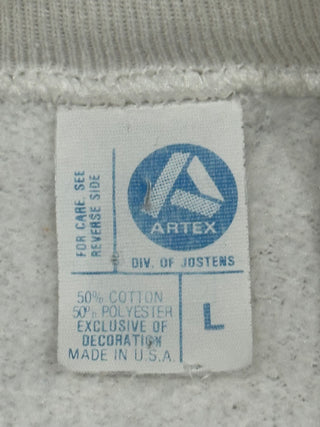 FOR CARE SEE
REVERSE SIDE
ARTEX
DIV. OF JOSTENS
50% COTTON
50% POLYESTER
EXCLUSIVE OF
DECORATION
MADE IN U.S.A.
L